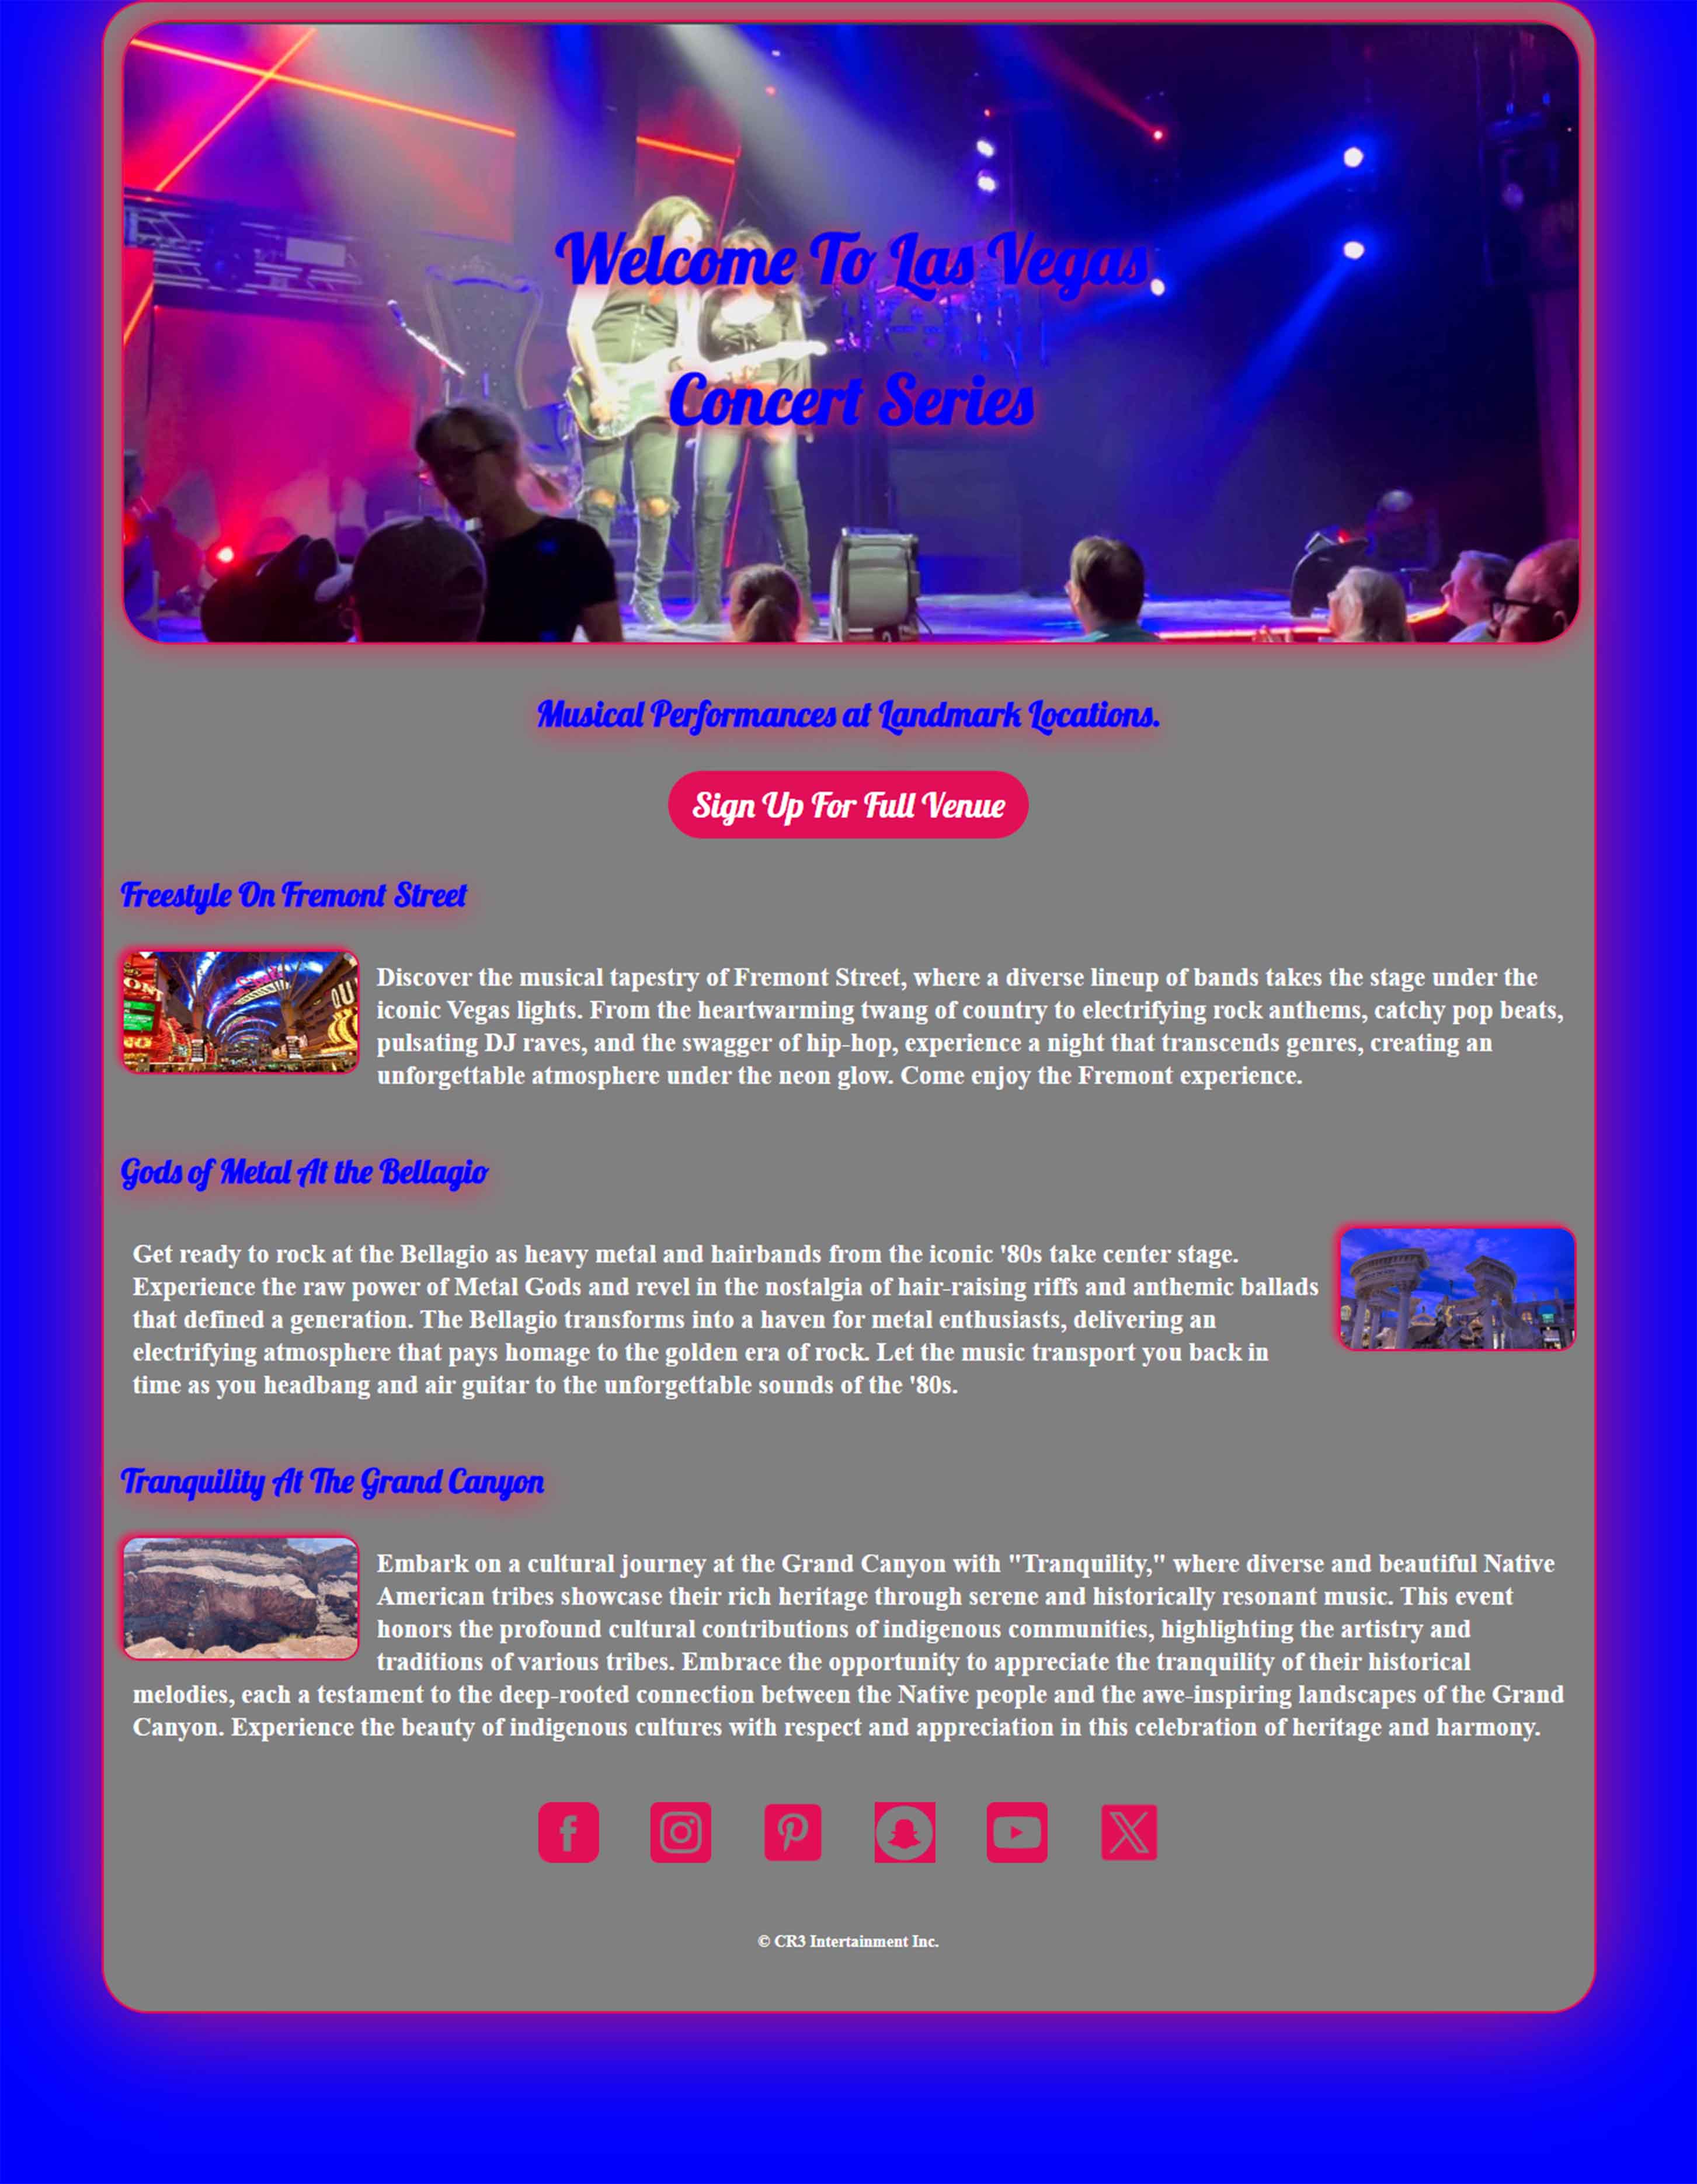 Welcome To Las Vegas
Concert Series
Musical Performances at Landmark Locations.
Sign Up For Full Venue
Freestyle On Fremont Street
Discover the musical tapestry of Fremont Street, where a diverse lineup of bands takes the stage under the
iconic Vegas lights. From the heartwarming twang of country to electrifying rock anthems, catchy pop beats,
pulsating DJ raves, and the swagger of hip-hop, experience a night that transcends genres, creating an
unforgettable atmosphere under the neon glow. Come enjoy the Fremont experience.
Gods of Metal At the Bellagio
Get ready to rock at the Bellagio as heavy metal and hairbands from the iconic '80s take center stage.
Experience the raw power of Metal Gods and revel in the nostalgia of hair-raising riffs and anthemic ballads
that defined a generation. The Bellagio transforms into a haven for metal enthusiasts, delivering an
electrifying atmosphere that pays homage to the golden era of rock. Let the music transport you back in
time as you headbang and air guitar to the unforgettable sounds of the '80s.
Tranquility At The Grand Canyon
Embark on a cultural journey at the Grand Canyon with "Tranquility," where diverse and beautiful Native
American tribes showcase their rich heritage through serene and historically resonant music. This event
honors the profound cultural contributions of indigenous communities, highlighting the artistry and
traditions of various tribes. Embrace the opportunity to appreciate the tranquility of their historical
melodies, each a testament to the deep-rooted connection between the Native people and the awe-inspiring landscapes of the Grand
Canyon. Experience the beauty of indigenous cultures with respect and appreciation in this celebration of heritage and harmony.
© CR3 Intertainment Inc.